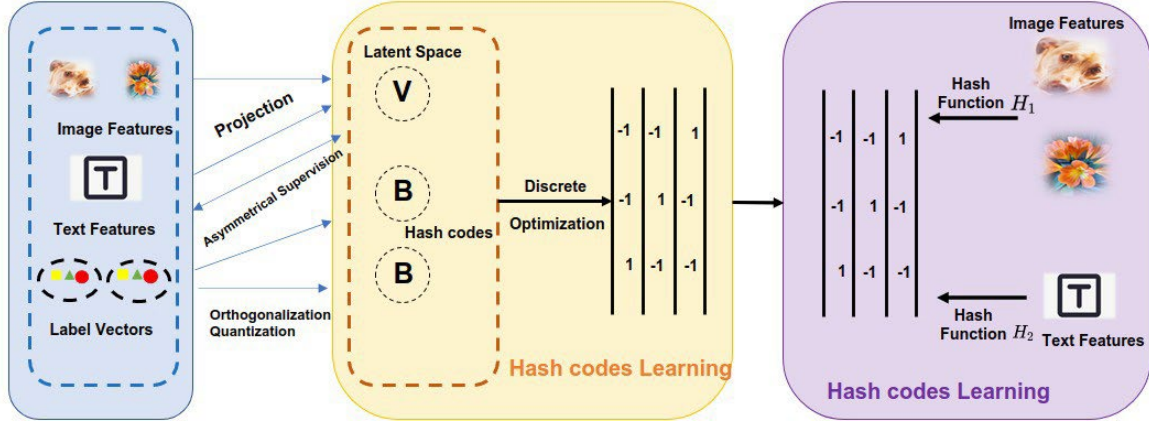 Image Features
T
Text Features
Label Vectors
Projection
Asymmetrical Supervision
Orthogonalization
Quantization
Latent Space
V
B
Hash codes
B
Discrete
Optimization
-1 -1 1
-1 1 -1
1 -1 -1
Hash codes Learning
Image Features
Hash
Function H₁
-1 -1 1
-1 1 -1
1 -1 -1
Hash
Function H₂
T
Text Features
Hash codes Learning